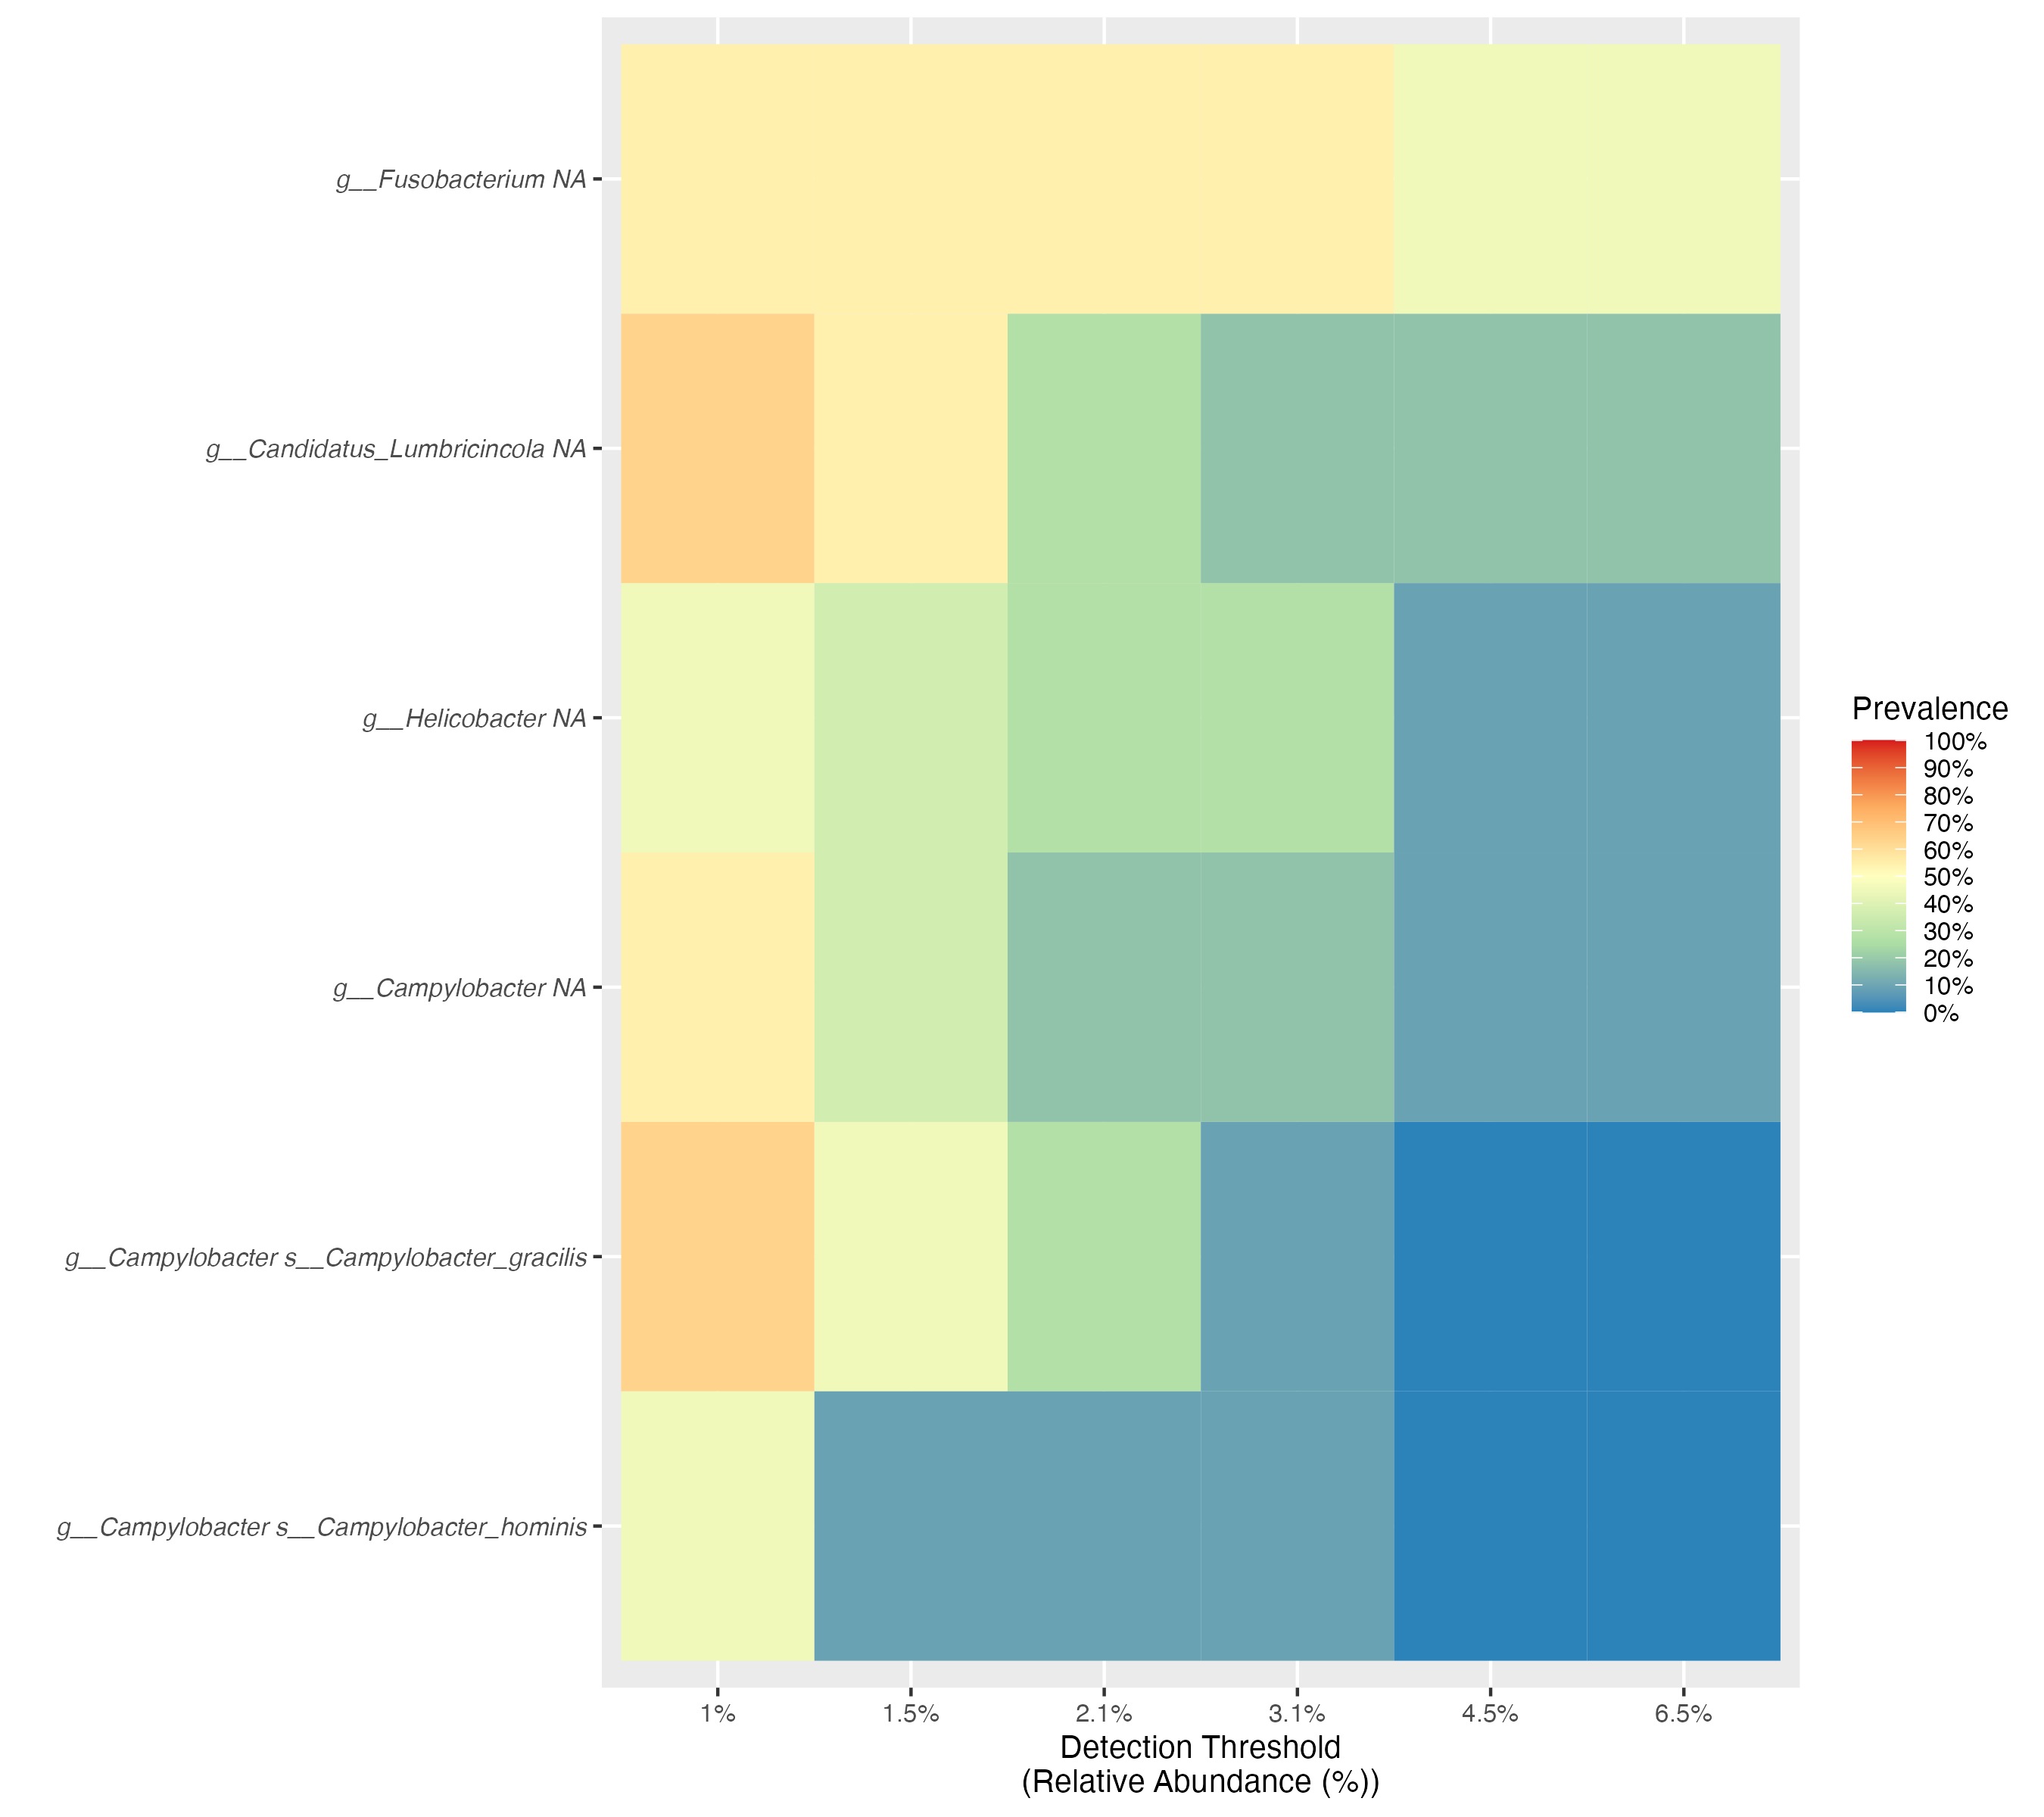 g__Fusobacterium NA
g__Candidatus_Lumbricincola NA
g__Helicobacter NA
g__Campylobacter NA
g__Campylobacter s__Campylobacter_gracilis
g__Campylobacter s__Campylobacter_hominis
1%
1.5%
2.1%
3.1%
4.5%
6.5%
Detection Threshold
(Relative Abundance (%))
Prevalence
100%
90%
80%
70%
60%
50%
40%
30%
20%
10%
0%